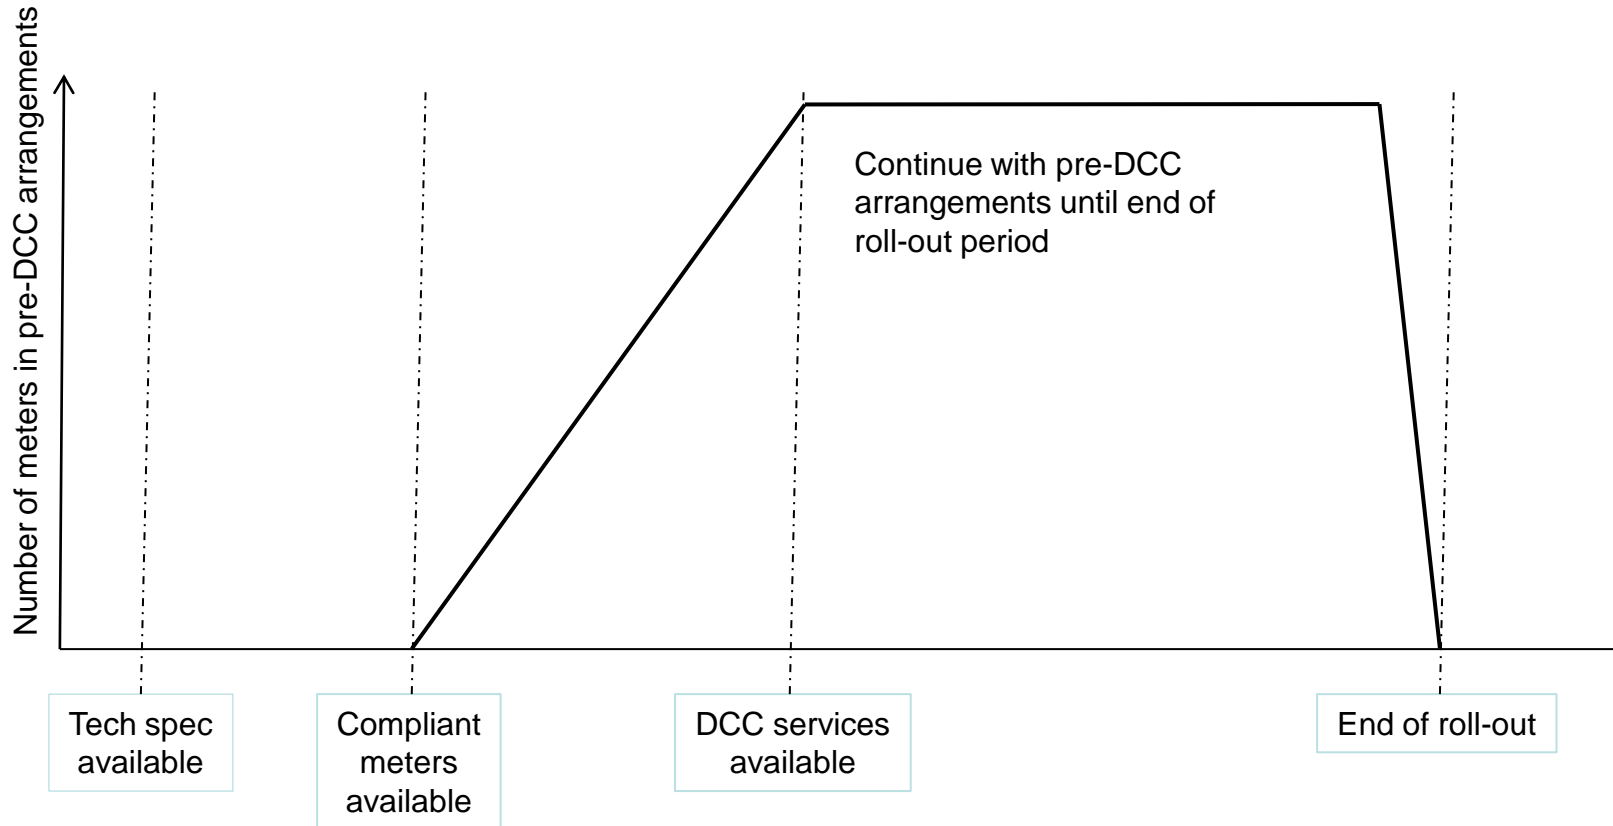 Number of meters in pre-DCC arrangements
Continue with pre-DCC
arrangements until end of
roll-out period
Tech spec
available
Compliant
meters
available
DCC services
available
End of roll-out